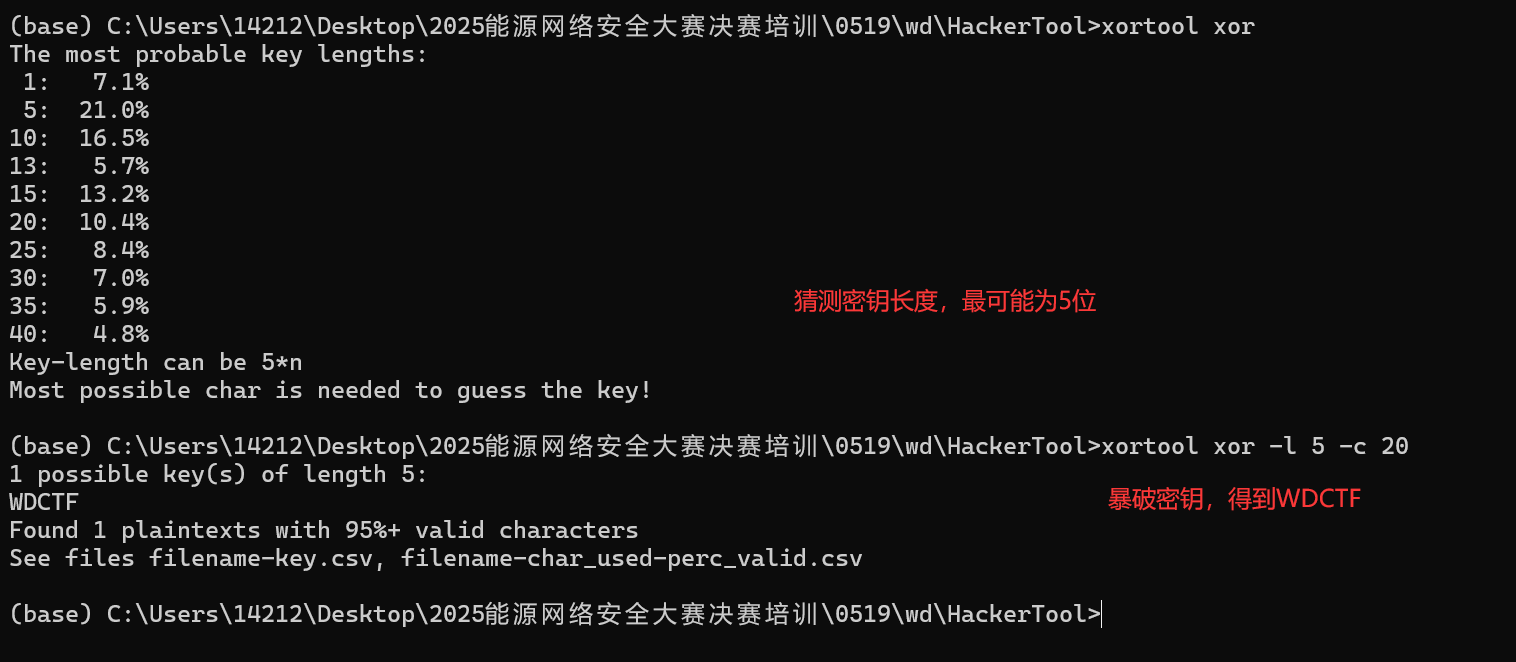 (base) C:\Users\14212\Desktop\2025能源网络安全大赛决赛培训\0519\wd\HackerTool>xortool xor
The most probable key lengths:
 1:   7.1%
 5:  21.0%
10:  16.5%
13:   5.7%
15:  13.2%
20:  10.4%
25:   8.4%
30:   7.0%
猜测密钥长度，最可能为5位
35:   5.9%
40:   4.8%
Key-length can be 5*n
Most possible char is needed to guess the key!
(base) C:\Users\14212\Desktop\2025能源网络安全大赛决赛培训\0519\wd\HackerTool>xortool xor -l 5 -c 20
1 possible key(s) of length 5:
WDCTF
暴破密钥，得到WDCTF
Found 1 plaintexts with 95%+ valid characters
See files filename-key.csv, filename-char_used-perc_valid.csv
(base) C:\Users\14212\Desktop\2025能源网络安全大赛决赛培训\0519\wd\HackerTool>